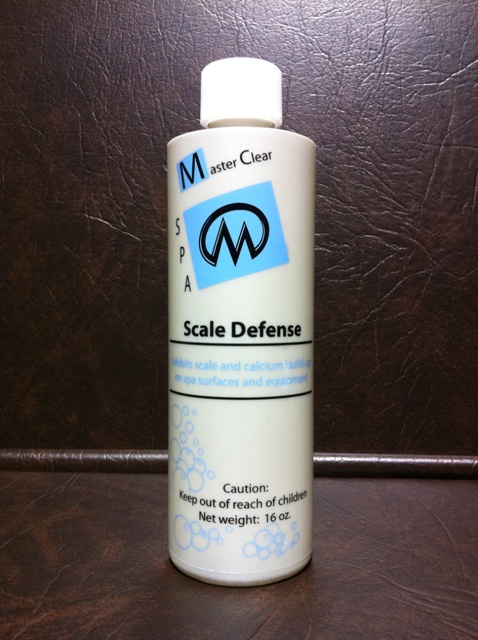 Master Clear
M
SPA
Scale Defense
inhibits scale and calcium build-up
on spa surfaces and equipment
Caution:
Keep out of reach of children
Net weight: 16 oz.